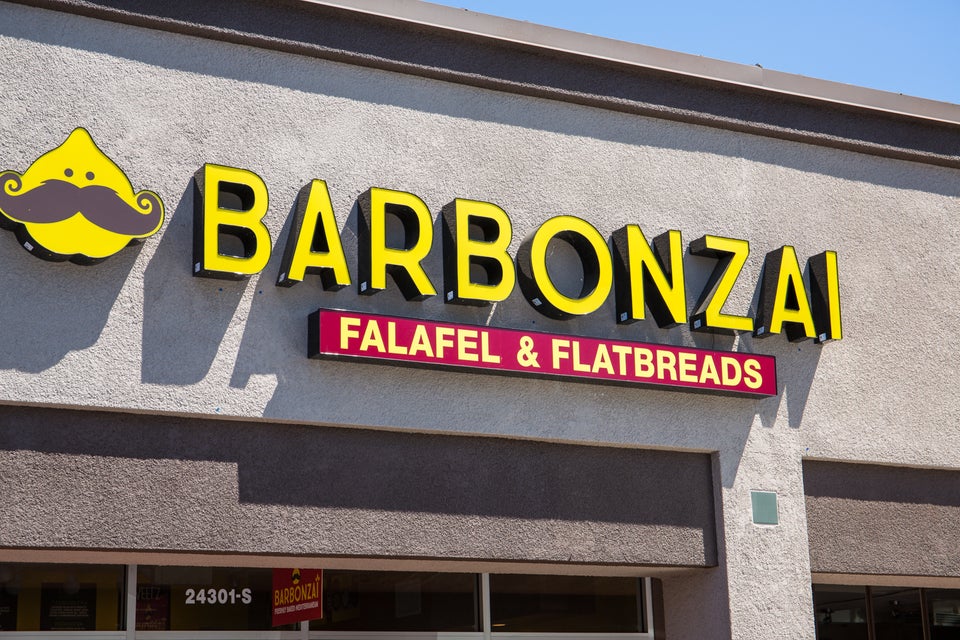 BARBONZAI
FALAFEL & FLATBREADS
24301-S
BARBONZAI